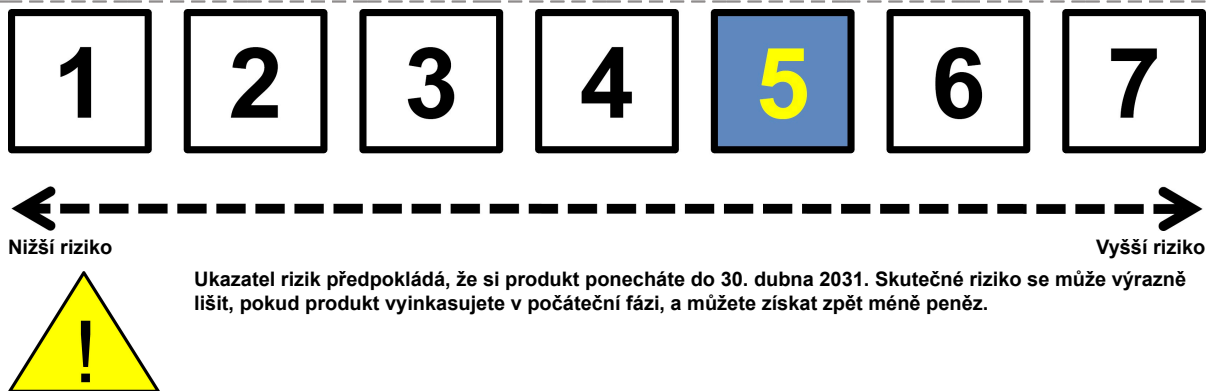 1 2 3 4 5 6 7
Nižší riziko Vyšší riziko
Ukazatel rizik předpokládá, že si produkt ponecháte do 30. dubna 2031. Skutečné riziko se může výrazně
lišit, pokud produkt vyinkasujete v počáteční fázi, a můžete získat zpět méně peněz.
!